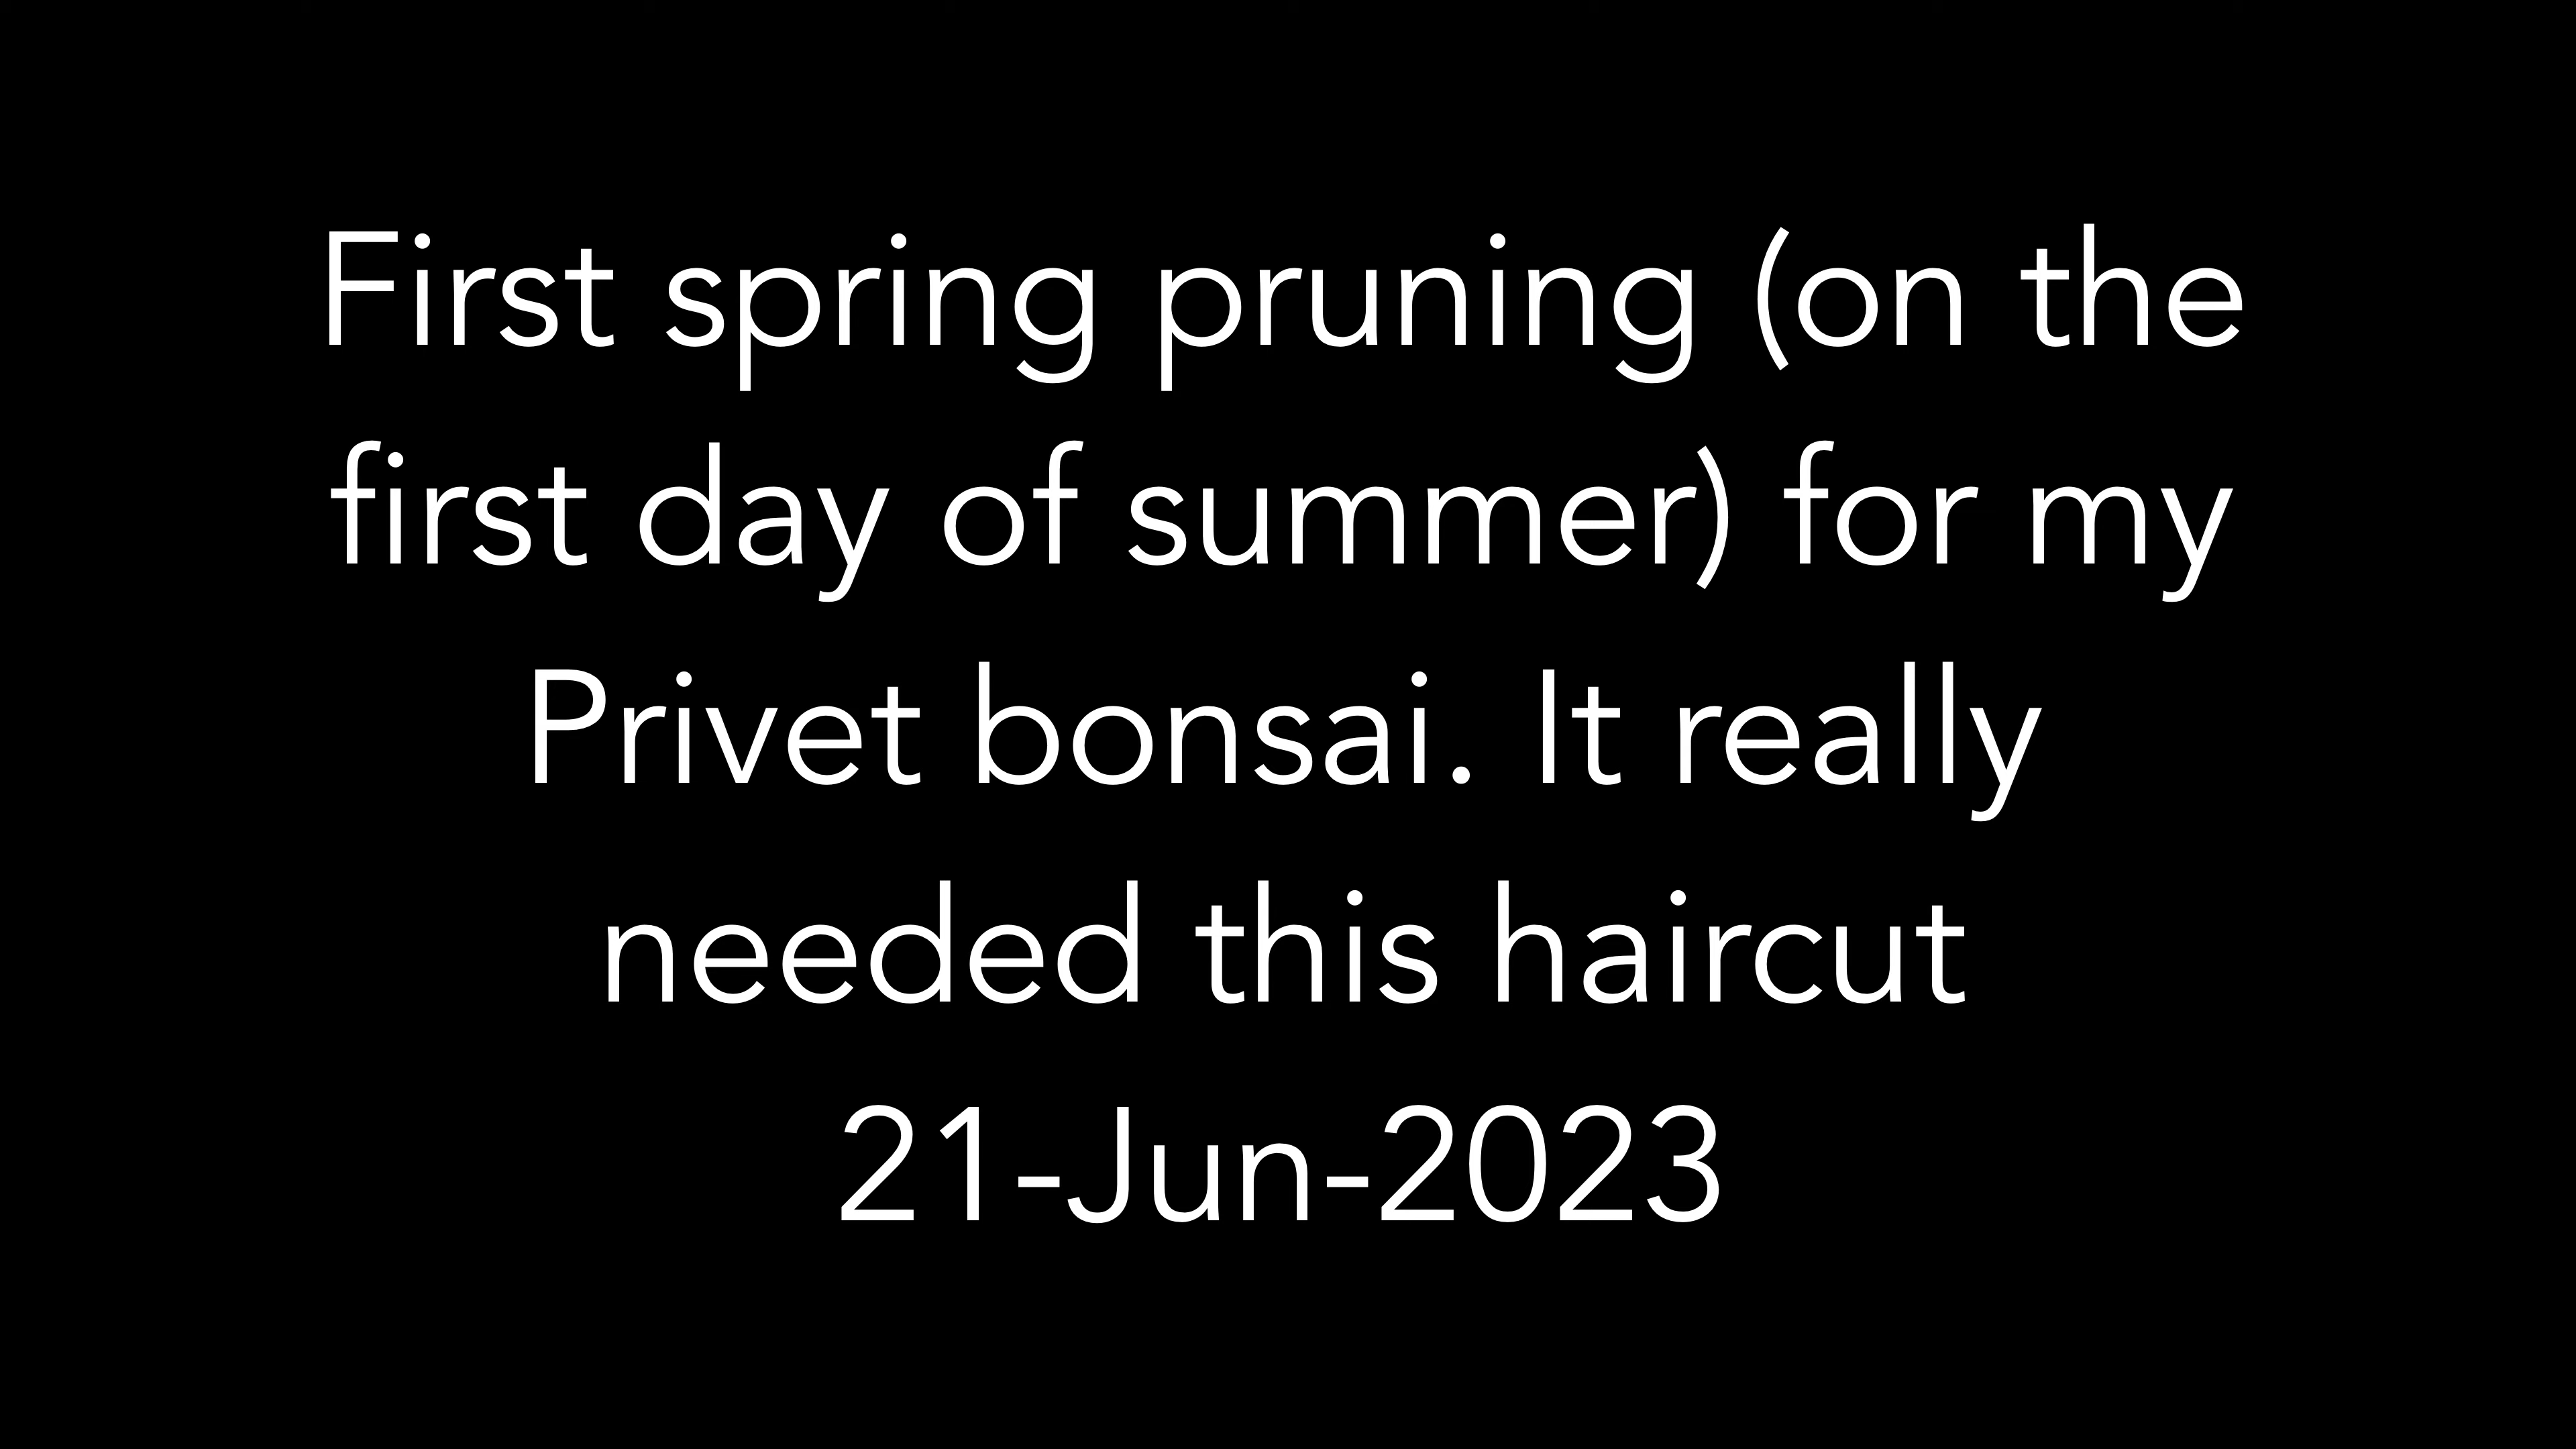 First spring pruning (on the
first day of summer) for my
Privet bonsai. It really
needed this haircut
21-Jun-2023